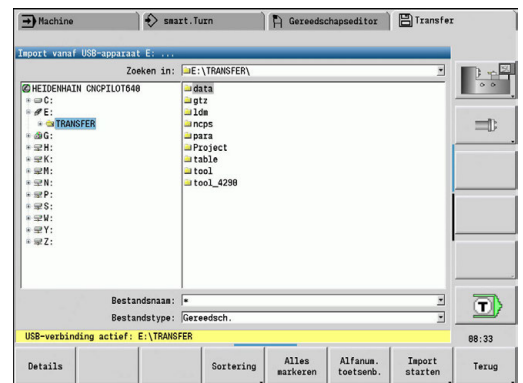 Machine
smart.Turn
Gereedschapseditor
Transfer
Import vanaf USB-apparaat E: ...
Zoeken in: E:\TRANSFER\
HEIDENHAIN CNCPILOT640
C:
E:
TRANSFER
G:
H:
K:
M:
N:
P:
S:
W:
Y:
Z:
data
gtz
ldm
ncps
para
Project
table
tool
tool_4290
Bestandsnaam: *
Bestandstype: Gereedsch.
USB-verbinding actief: E:\TRANSFER
T
08:33
Details
Sortering
Alles markeren
Alfanum. toetsenb.
Import starten
Terug